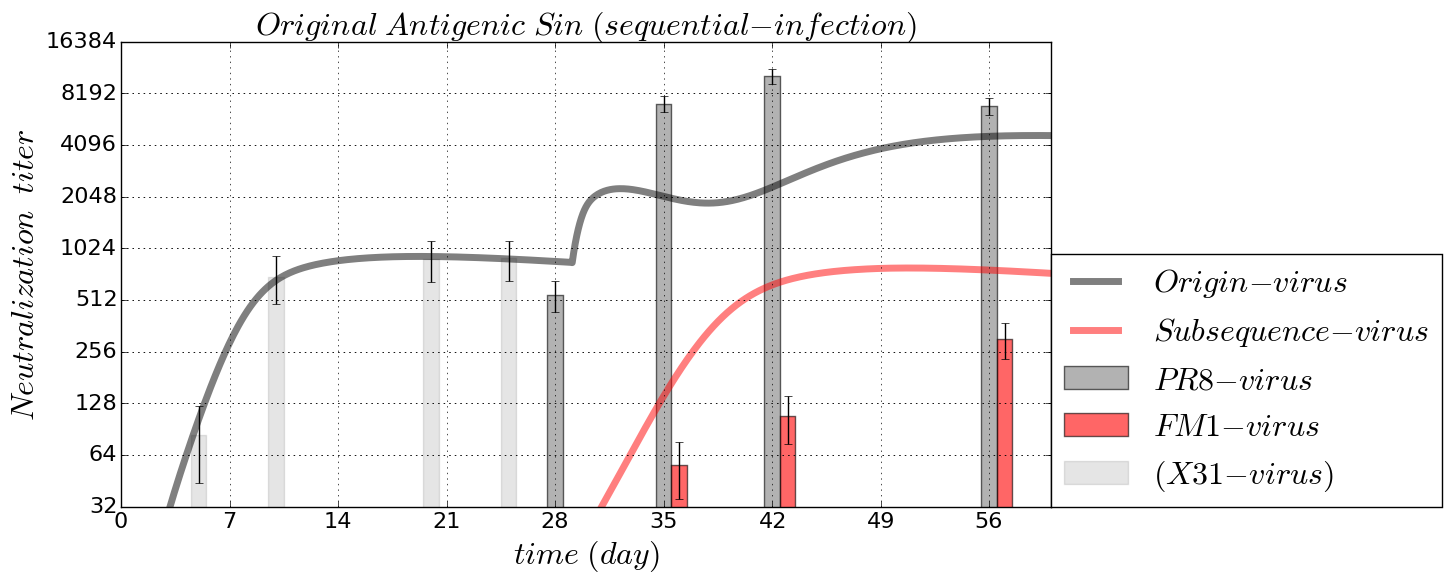 Original Antigenic Sin (sequential−infection)
16384
8192
4096
2048
1024
512
256
128
64
32
Neutralization titer
0 7 14 21 28 35 42 49 56
time (day)
Origin−virus
Subsequence−virus
PR8−virus
FM1−virus
(X31−virus)